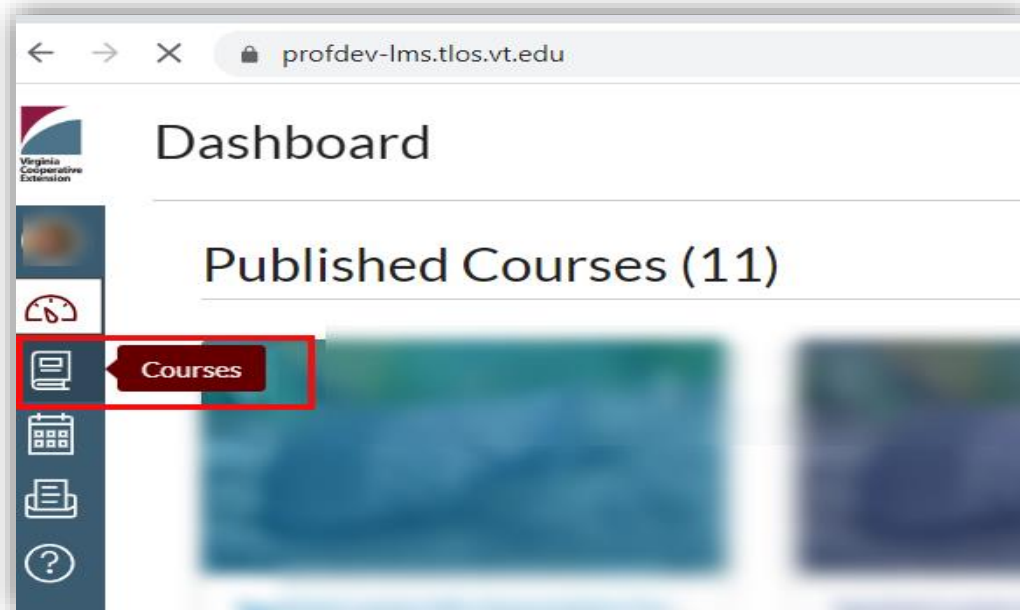 profdev-lms.tlos.vt.edu
Virginia
Cooperative
Extension
Dashboard
Published Courses (11)
Courses